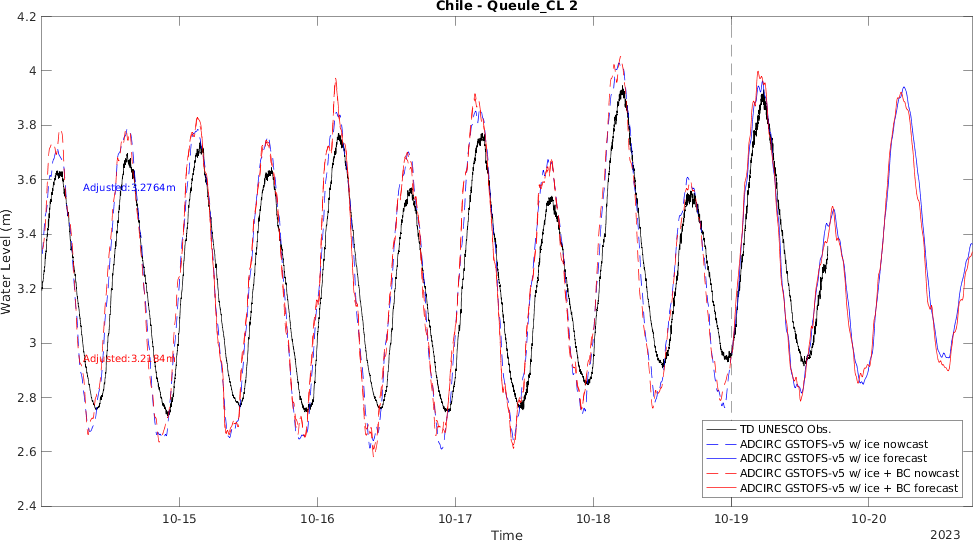 Chile - Queule_CL 2
Water Level (m)
4.2
4
3.8
3.6
3.4
3.2
3
2.8
2.6
2.4
Adjusted:3.2764m
Adjusted:3.2184m
TD UNESCO Obs.
ADCIRC GSTOFS-v5 w/ ice nowcast
ADCIRC GSTOFS-v5 w/ ice forecast
ADCIRC GSTOFS-v5 w/ ice + BC nowcast
ADCIRC GSTOFS-v5 w/ ice + BC forecast
10-15 10-16 10-17 10-18 10-19 10-20
Time
2023